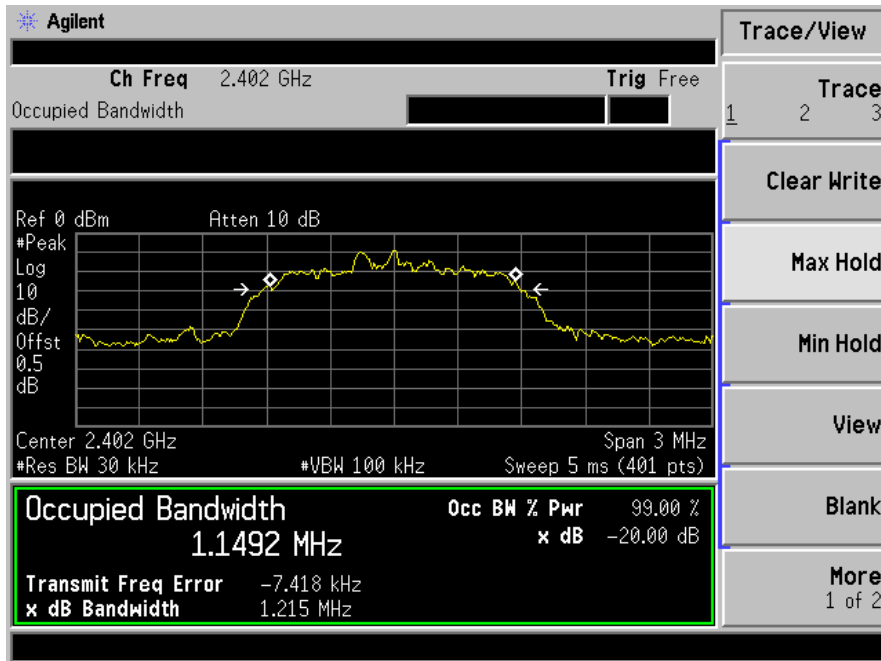 Agilent
Trace/View
Ch Freq 2.402 GHz Trig Free
Occupied Bandwidth
Trace
1 2 3
Clear Write
Max Hold
Min Hold
View
Blank
More
1 of 2
Ref 0 dBm Atten 10 dB
#Peak
Log
10
dB/
Offst
0.5
dB
Center 2.402 GHz Span 3 MHz
#Res BW 30 kHz #VBW 100 kHz Sweep 5 ms (401 pts)
Occupied Bandwidth Occ BW % Pwr 99.00 %
1.1492 MHz x dB -20.00 dB
Transmit Freq Error -7.418 kHz
x dB Bandwidth 1.215 MHz